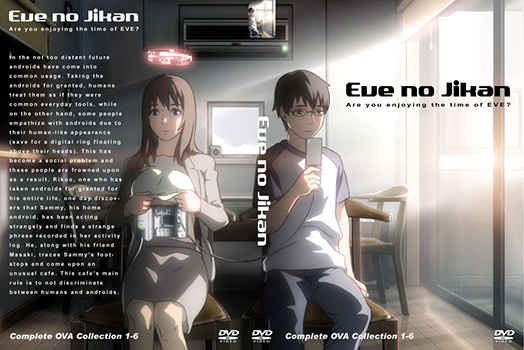 Eve no Jikan
Are you enjoying the time of EVE?
In the not too distant future
androids have come into
common usage. Taking the
androids for granted, humans
treat them as if they were
common everyday tools, while
on the other hand, some people
empathize with androids due to
their human-like appearance
(save for a digital ring floating
above their heads). This has
become a social problem and
these people are frowned upon
as a result. Rikuo, one who has
taken androids for granted for
his entire life, one day discov-
ers that Sammy, his home
android, has been acting
strangely and finds a strange
phrase recorded in her activity
log. He, along with his friend
Masaki, traces Sammy's foot-
steps and come upon an
unusual cafe. This cafe's main
rule is to not discriminate
between humans and androids.
Complete OVA Collection 1-6
DVD
VIDEO
Eve no Jikan
DVD
VIDEO
Eve no Jikan
Are you enjoying the time of EVE?
Complete OVA Collection 1-6
DVD
VIDEO